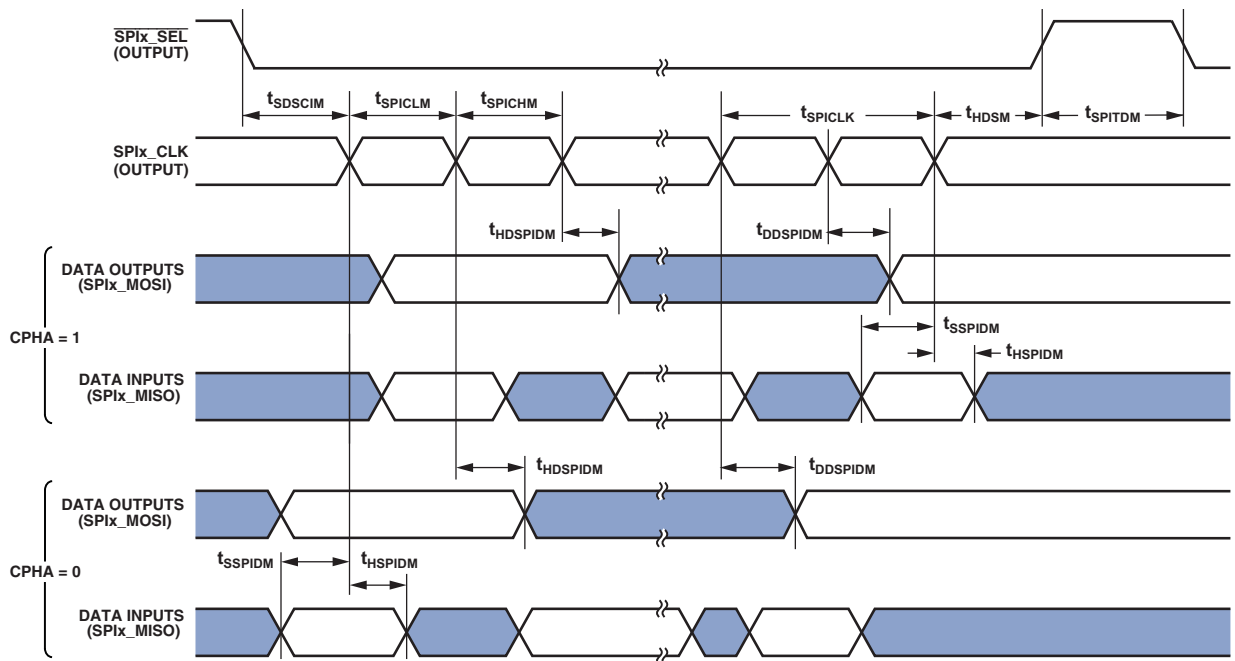 SPIx_SEL
(OUTPUT)
tSDSCIM
tSPICLM
tSPICHM
tSPICLK
tHDSM
tSPITDM
SPIx_CLK
(OUTPUT)
tHDSPIDM
tDDSPIDM
DATA OUTPUTS
(SPIx_MOSI)
CPHA = 1
tSSPIDM
tHSPIDM
DATA INPUTS
(SPIx_MISO)
tHDSPIDM
tDDSPIDM
DATA OUTPUTS
(SPIx_MOSI)
CPHA = 0
tSSPIDM
tHSPIDM
DATA INPUTS
(SPIx_MISO)